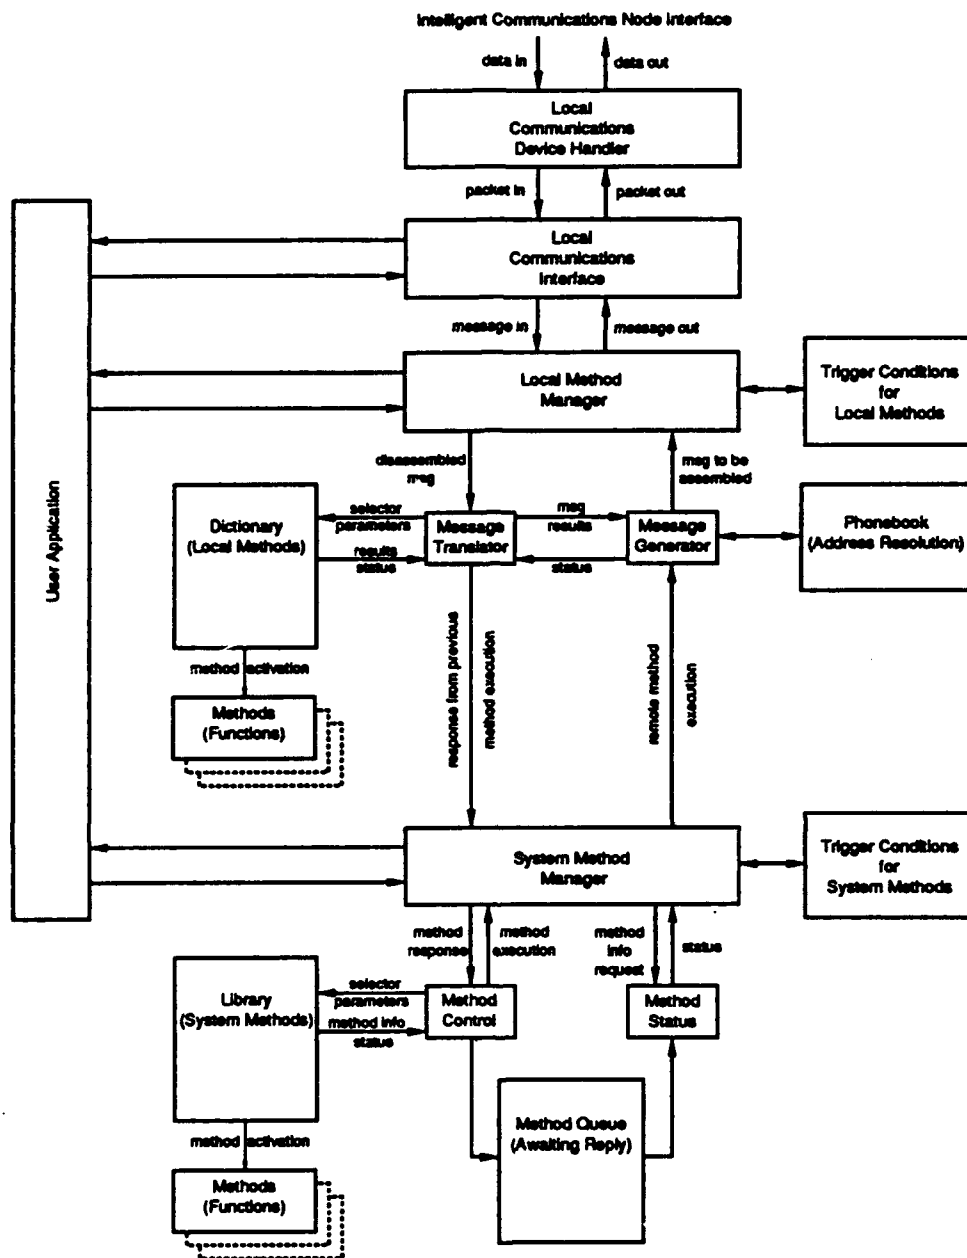 Intelligent Communications Node Interface
data in
data out
Local
Communications
Device Handler
packet in
packet out
Local
Communications
Interface
message in
message out
Local Method
Manager
Trigger Conditions
for
Local Methods
disassembled
msg
msg to be
assembled
User Application
Dictionary
(Local Methods)
selector
parameters
results
status
Message
Translator
msg
results
status
Message
Generator
Phonebook
(Address Resolution)
method activation
Methods
(Functions)
response from previous
method execution
remote method
execution
System Method
Manager
Trigger Conditions
for
System Methods
method
response
method
execution
method
info
request
status
Library
(System Methods)
selector
parameters
method info
status
Method
Control
Method
Status
method activation
Methods
(Functions)
Method Queue
(Awaiting Reply)